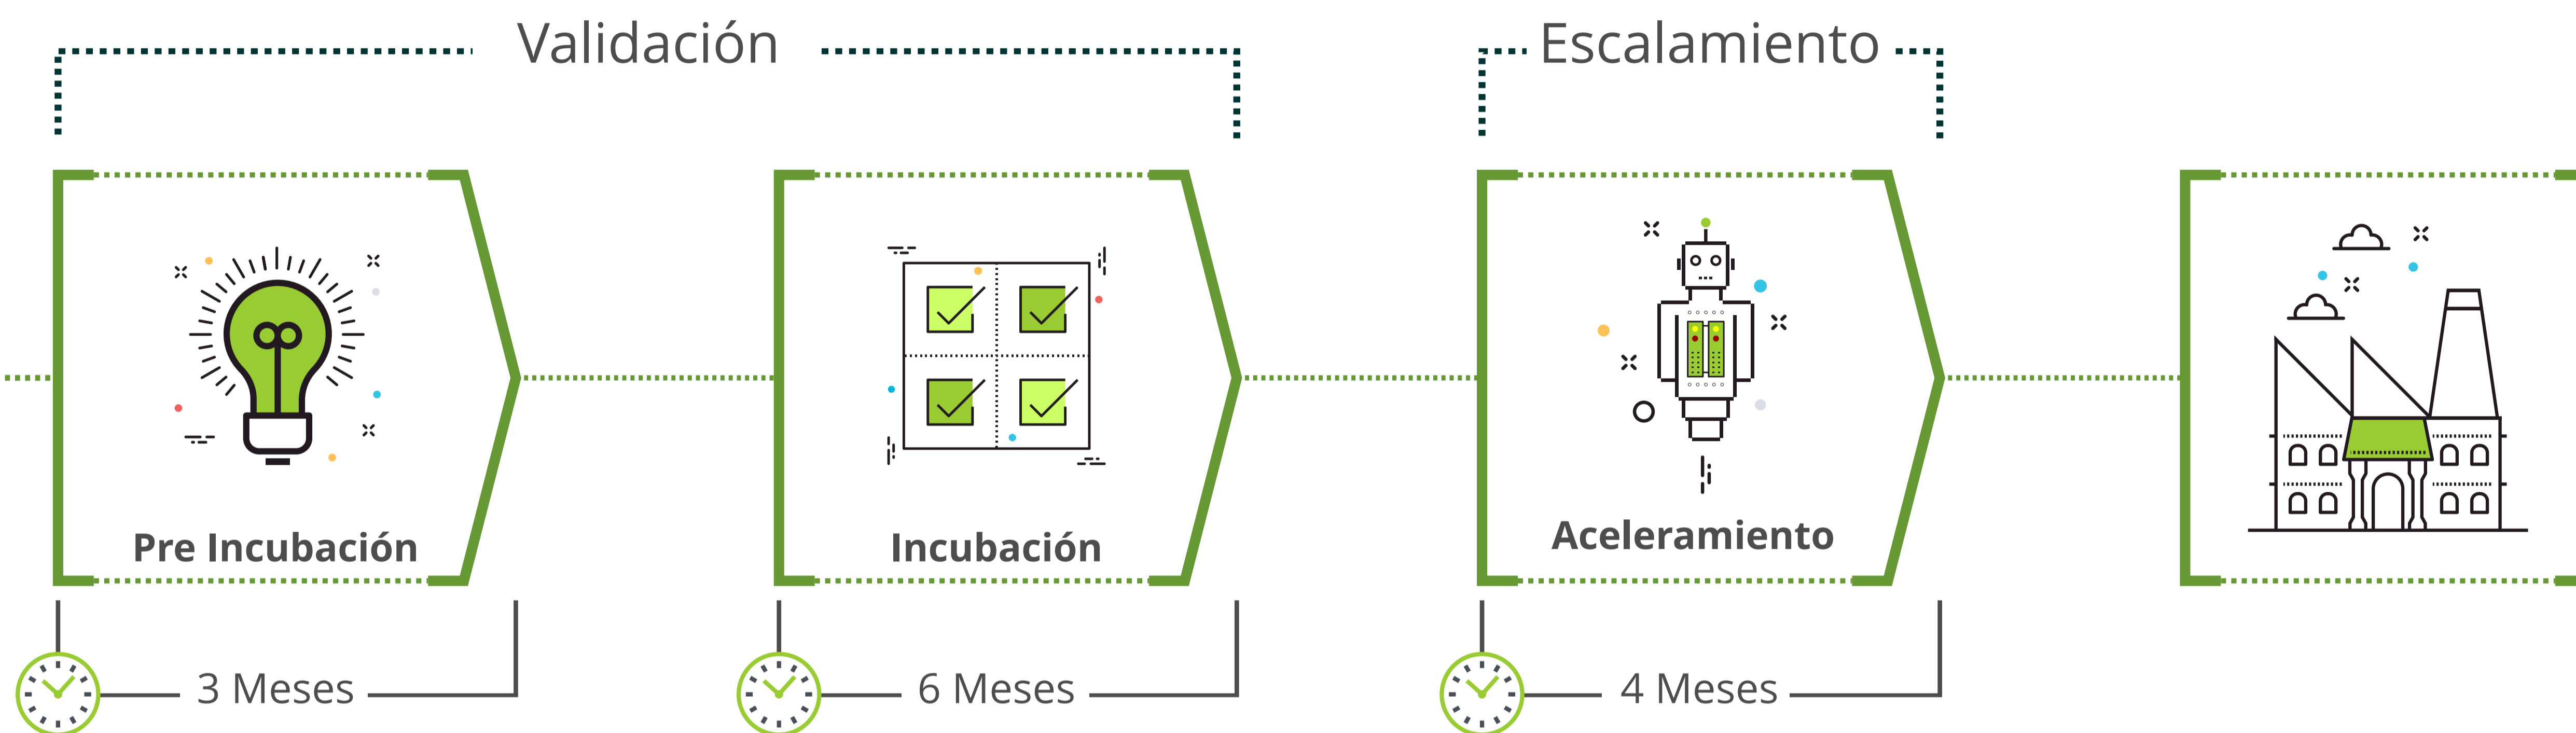 Validación
Escalamiento
Pre Incubación
Incubación
Aceleramiento
3 Meses
6 Meses
4 Meses